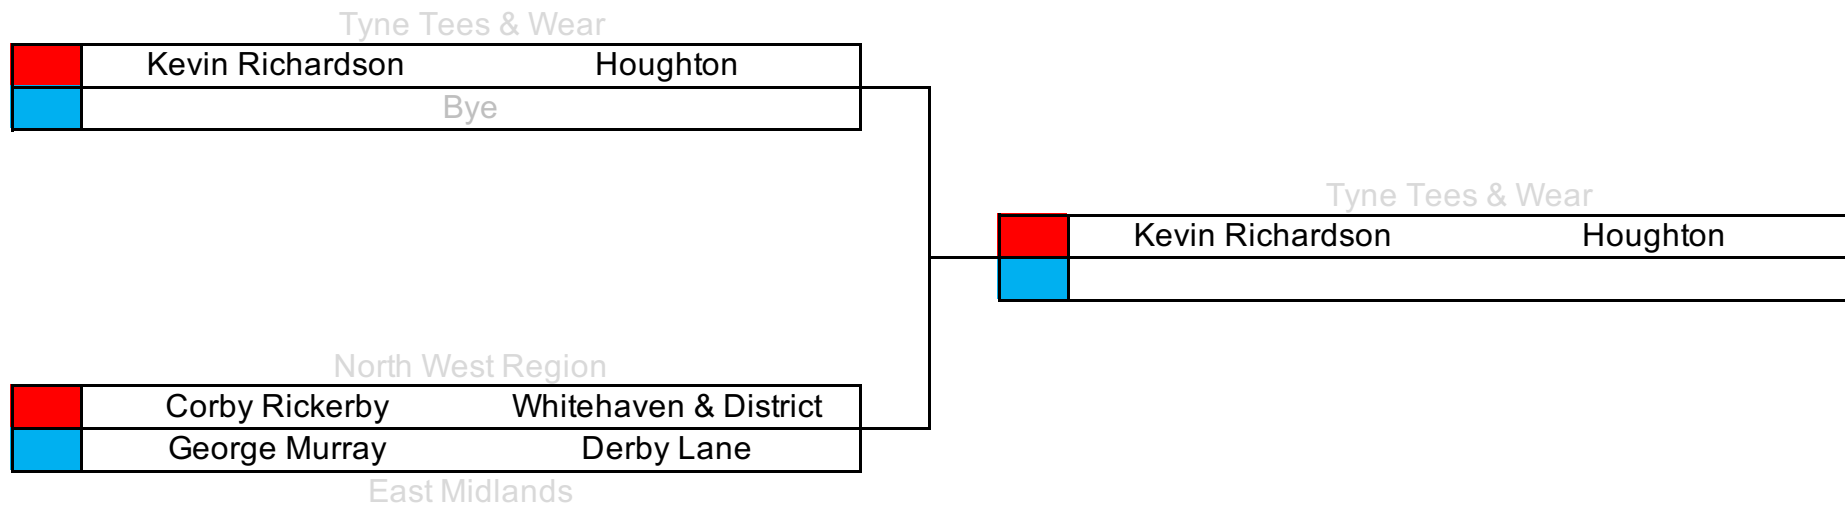 Tyne Tees & Wear
Kevin Richardson Houghton
Bye
Tyne Tees & Wear
Kevin Richardson Houghton
North West Region
Corby Rickerby Whitehaven & District
George Murray Derby Lane
East Midlands